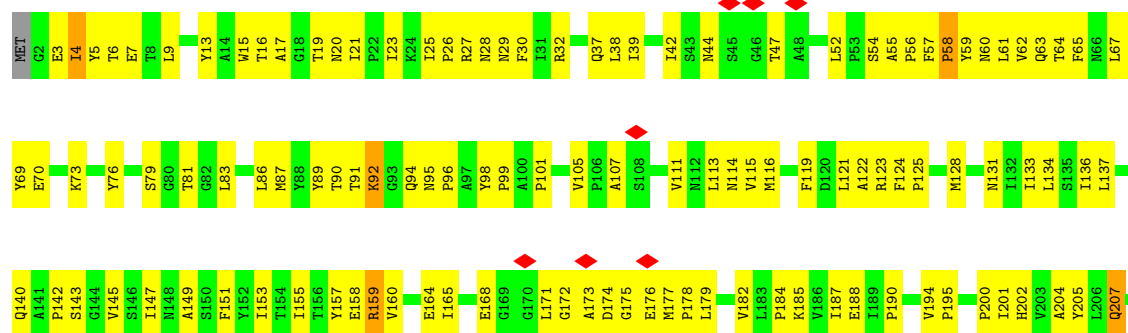 MET G2 E3 I4 Y5 T6 E7 T8 L9 Y13 A14 W15 T16 A17 G18 T19 N20 I21 P22 I23 K24 I25 P26 R27 N28 N29 F30 I31 R32 Q37 L38 I39 I42 S43 N44 S45 G46 T47 A48 L52 P53 S54 A55 P56 F57 P58 Y59 N60 L61 V62 Q63 T64 F65 N66 L67
Y69 E70 K73 Y76 S79 G80 T81 G82 L83 L86 M87 Y88 Y89 T90 T91 K92 G93 Q94 N95 P96 A97 Y98 P99 A100 P101 V105 P106 A107 S108 V111 N112 L113 N114 V115 M116 F119 D120 L121 A122 R123 F124 P125 M128 N131 I132 I133 L134 S135 I136 L137
Q140 A141 P142 S143 G144 V145 S146 I147 N148 A149 S150 F151 Y152 I153 T154 I155 T156 Y157 E158 R159 V160 E164 I165 E168 G169 G170 L171 G172 A173 D174 G175 E176 M177 P178 L179 V182 L183 P184 K185 V186 I187 E188 I189 P190 V194 P195 P200 A201 H202 V203 A204 Y205 L206 Q207